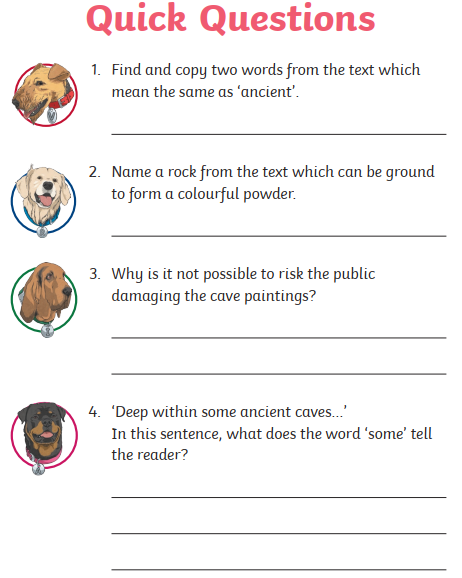 Quick Questions
1. Find and copy two words from the text which
mean the same as ‘ancient’.
2. Name a rock from the text which can be ground
to form a colourful powder.
3. Why is it not possible to risk the public
damaging the cave paintings?
4. ‘Deep within some ancient caves...’
In this sentence, what does the word ‘some’ tell
the reader?